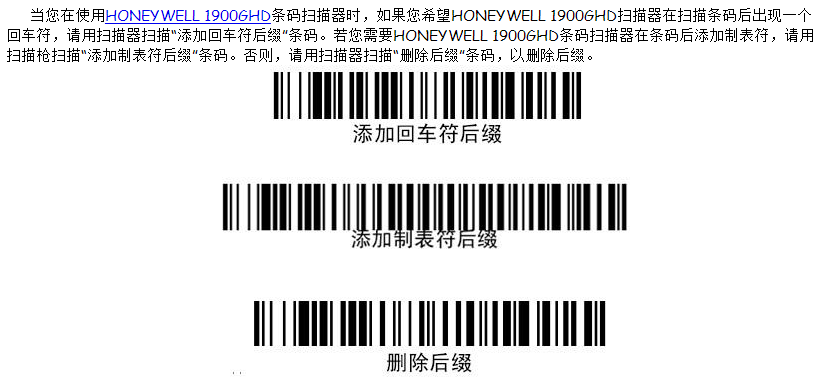 当您在使用HONEYWELL 1900GHD条码扫描器时，如果您希望HONEYWELL 1900GHD扫描器在扫描条码后出现一个
回车符，请用扫描器扫描“添加回车符后缀”条码。若您需要HONEYWELL 1900GHD条码扫描器在条码后添加制表符，请用
扫描枪扫描“添加制表符后缀”条码。否则，请用扫描器扫描“删除后缀”条码，以删除后缀。
添加回车符后缀
添加制表符后缀
删除后缀